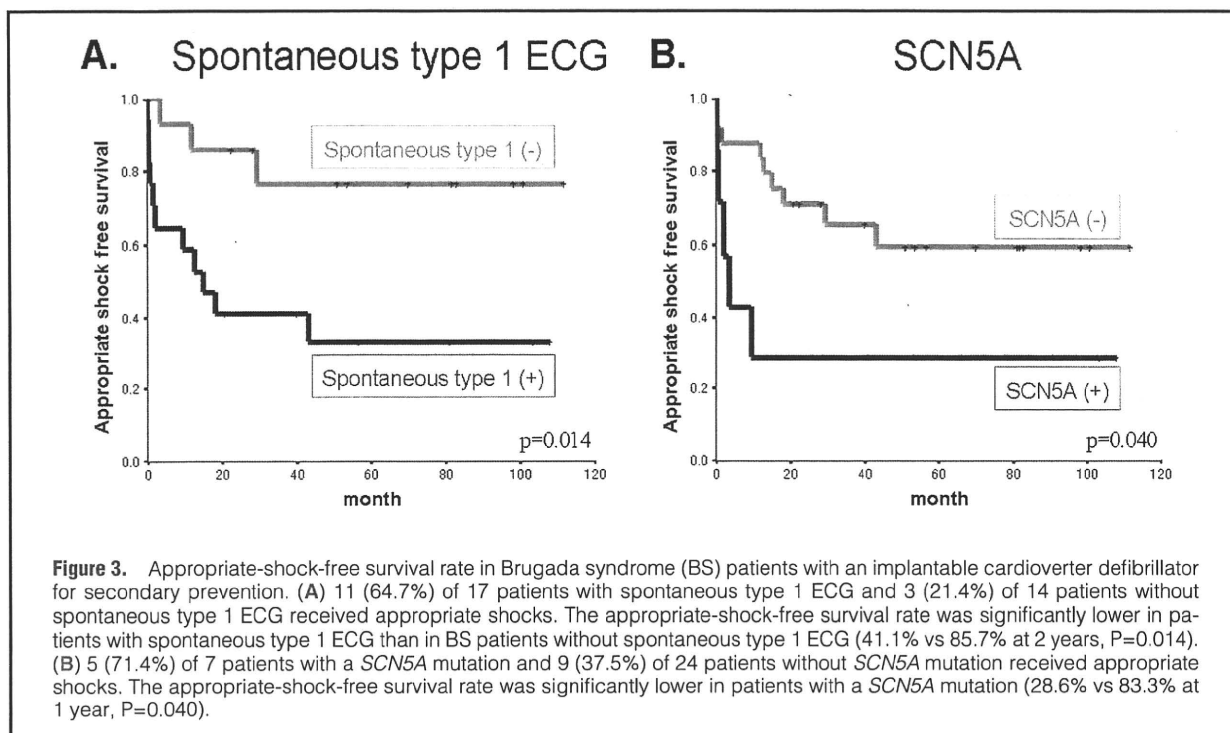 A. Spontaneous type 1 ECG
B. SCN5A
Appropriate shock free survival
1.0
0.8
0.6
0.4
0.2
0.0
Spontaneous type 1 (-)
Spontaneous type 1 (+)
p=0.014
0 20 40 60 80 100 120
month
Appropriate shock free survival
1.0
0.8
0.6
0.4
0.2
0.0
SCN5A (-)
SCN5A (+)
p=0.040
0 20 40 60 80 100 120
month
Figure 3. Appropriate-shock-free survival rate in Brugada syndrome (BS) patients with an implantable cardioverter defibrillator
for secondary prevention. (A) 11 (64.7%) of 17 patients with spontaneous type 1 ECG and 3 (21.4%) of 14 patients without
spontaneous type 1 ECG received appropriate shocks. The appropriate-shock-free survival rate was significantly lower in pa-
tients with spontaneous type 1 ECG than in BS patients without spontaneous type 1 ECG (41.1% vs 85.7% at 2 years, P=0.014).
(B) 5 (71.4%) of 7 patients with a SCN5A mutation and 9 (37.5%) of 24 patients without SCN5A mutation received appropriate
shocks. The appropriate-shock-free survival rate was significantly lower in patients with a SCN5A mutation (28.6% vs 83.3% at
1 year, P=0.040).